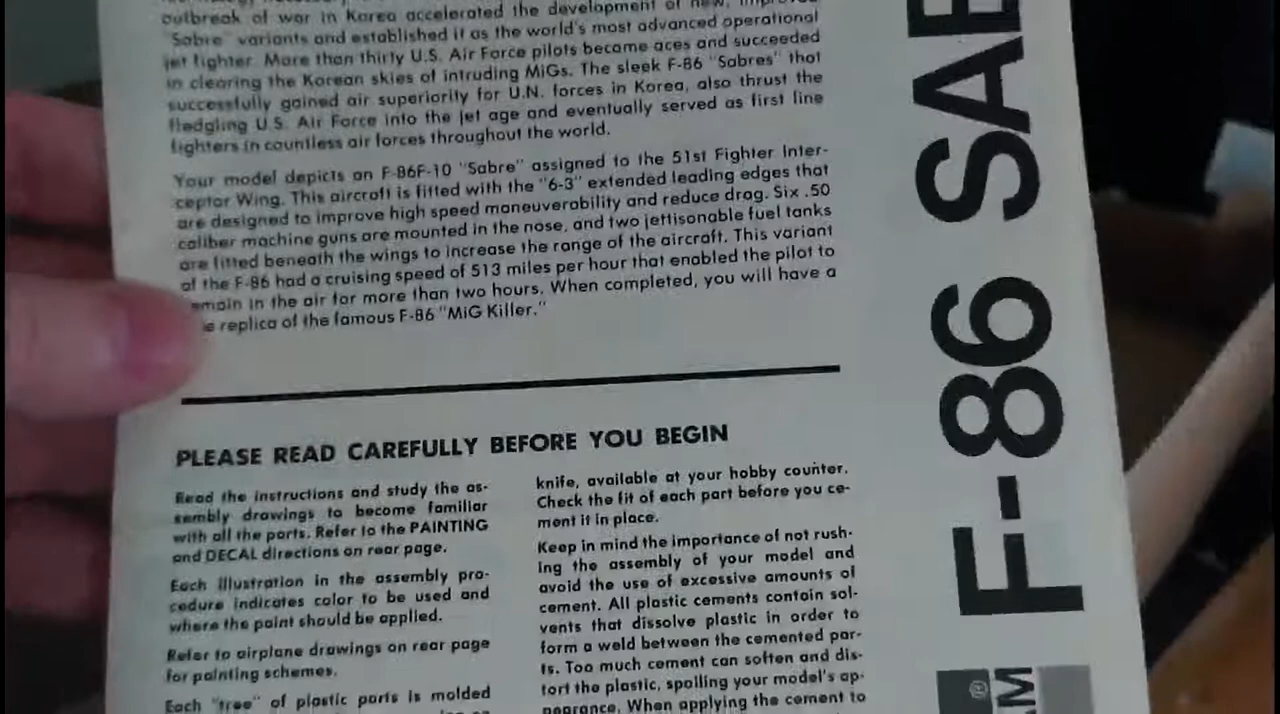 outbreak of war in Korea accelerated the development of new, improved
"Sabre" variants and established it as the world's most advanced operational
jet fighter. More than thirty U.S. Air Force pilots became aces and succeeded
in clearing the Korean skies of intruding MiGs. The sleek F-86 "Sabres" that
successfully gained air superiority for U.N. forces in Korea, also thrust the
fledgling U.S. Air Force into the jet age and eventually served as first line
fighters in countless air forces throughout the world.
Your model depicts an F-86F-10 "Sabre" assigned to the 51st Fighter Inter-
ceptor Wing. This aircraft is fitted with the "6-3" extended leading edges that
are designed to improve high speed maneuverability and reduce drag. Six .50
caliber machine guns are mounted in the nose, and two jettisonable fuel tanks
are fitted beneath the wings to increase the range of the aircraft. This variant
of the F-86 had a cruising speed of 513 miles per hour that enabled the pilot to
emain in the air for more than two hours. When completed, you will have a
replica of the famous F-86 "MiG Killer."
PLEASE READ CAREFULLY BEFORE YOU BEGIN
Read the instructions and study the as-
sembly drawings to become familiar
with all the parts. Refer to the PAINTING
and DECAL directions on rear page.
Each illustration in the assembly pro-
cedure indicates color to be used and
where the paint should be applied.
Refer to airplane drawings on rear page
for painting schemes.
Each "tree" of plastic parts is molded
knife, available at your hobby counter.
Check the fit of each part before you ce-
ment it in place.
Keep in mind the importance of not rush-
ing the assembly of your model and
avoid the use of excessive amounts of
cement. All plastic cements contain sol-
vents that dissolve plastic in order to
form a weld between the cemented par-
ts. Too much cement can soften and dis-
tort the plastic, spoiling your model's ap-
pearance. When applying the cement to
F-86 SAB